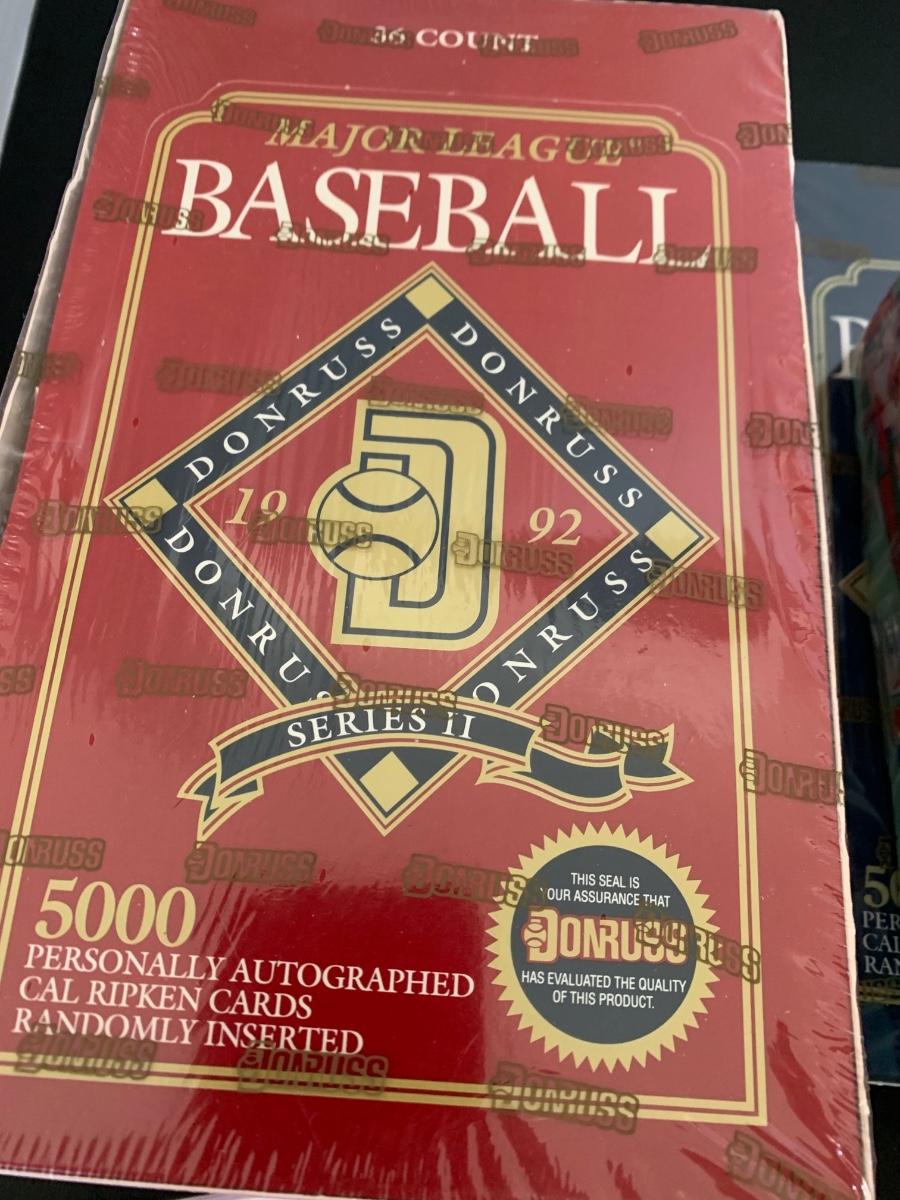 36 COUNT
MAJOR LEAGUE
BASEBALL
DONRUSS
DONRUSS
19
92
DONRUSS
DONRUSS
SERIES II
5000
PERSONALLY AUTOGRAPHED
CAL RIPKEN CARDS
RANDOMLY INSERTED
THIS SEAL IS
YOUR ASSURANCE THAT
DONRUSS
HAS EVALUATED THE QUALITY
OF THIS PRODUCT.